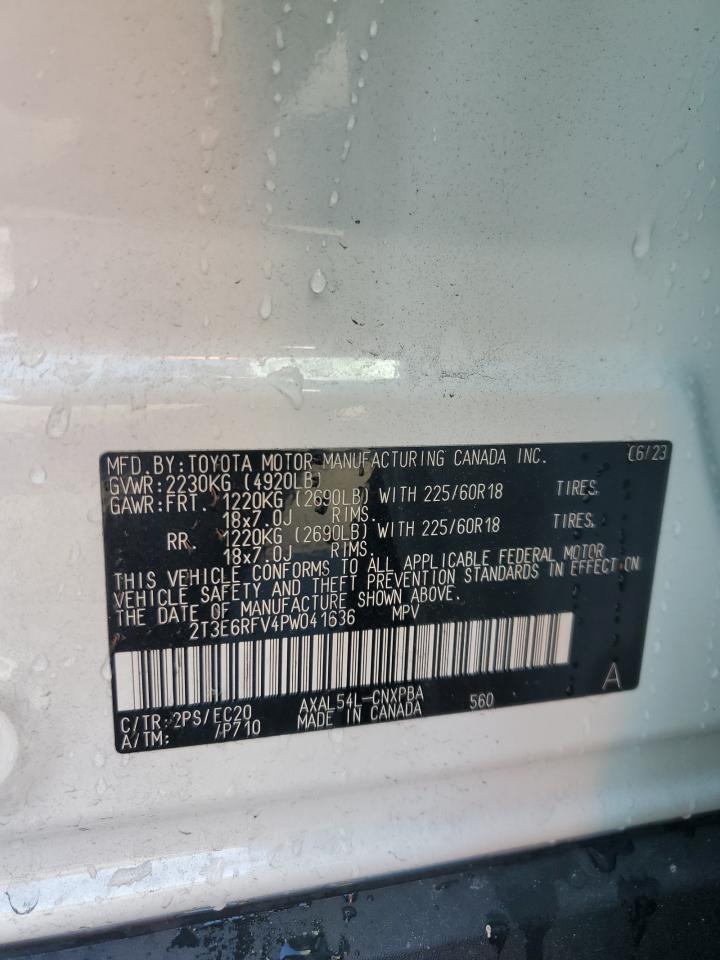 MFD.BY:TOYOTA MOTOR MANUFACTURING CANADA INC. 06/23
GVWR:2230KG (4920LB)
GAWR:FRT. 1220KG (2690LB) WITH 225/60R18 TIRES,
18x7.0J RIMS.
RR. 1220KG (2690LB) WITH 225/60R18 TIRES,
18x7.0J RIMS.
THIS VEHICLE CONFORMS TO ALL APPLICABLE FEDERAL MOTOR
VEHICLE SAFETY AND THEFT PREVENTION STANDARDS IN EFFECT ON
THE DATE OF MANUFACTURE SHOWN ABOVE.
2T3E6RFV4PW041636 MPV
C/TR:2PS/EC20 AXAL54L-CNXPBA 560 A
A/TM: /P710 MADE IN CANADA